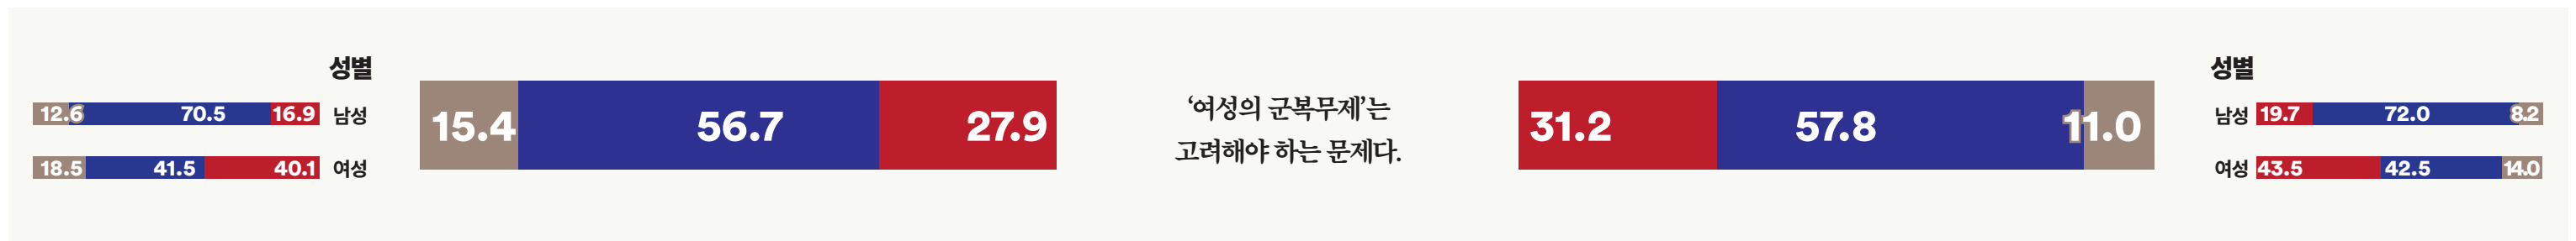 성별
12.6 70.5 16.9 남성
18.5 41.5 40.1 여성
15.4 56.7 27.9
‘여성의 군복무제’는
고려해야 하는 문제다.
31.2 57.8 11.0
성별
남성 19.7 72.0 8.2
여성 43.5 42.5 14.0